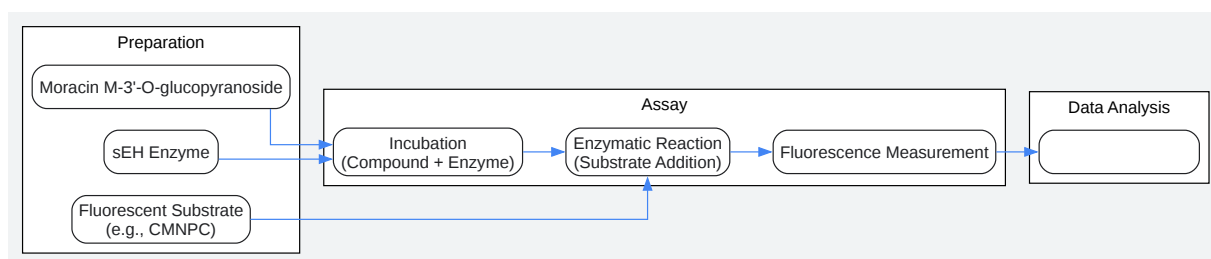 Preparation
Moracin M-3'-O-glucopyranoside
sEH Enzyme
Fluorescent Substrate
(e.g., CMNPC)
Assay
Incubation
(Compound + Enzyme)
Enzymatic Reaction
(Substrate Addition)
Fluorescence Measurement
Data Analysis